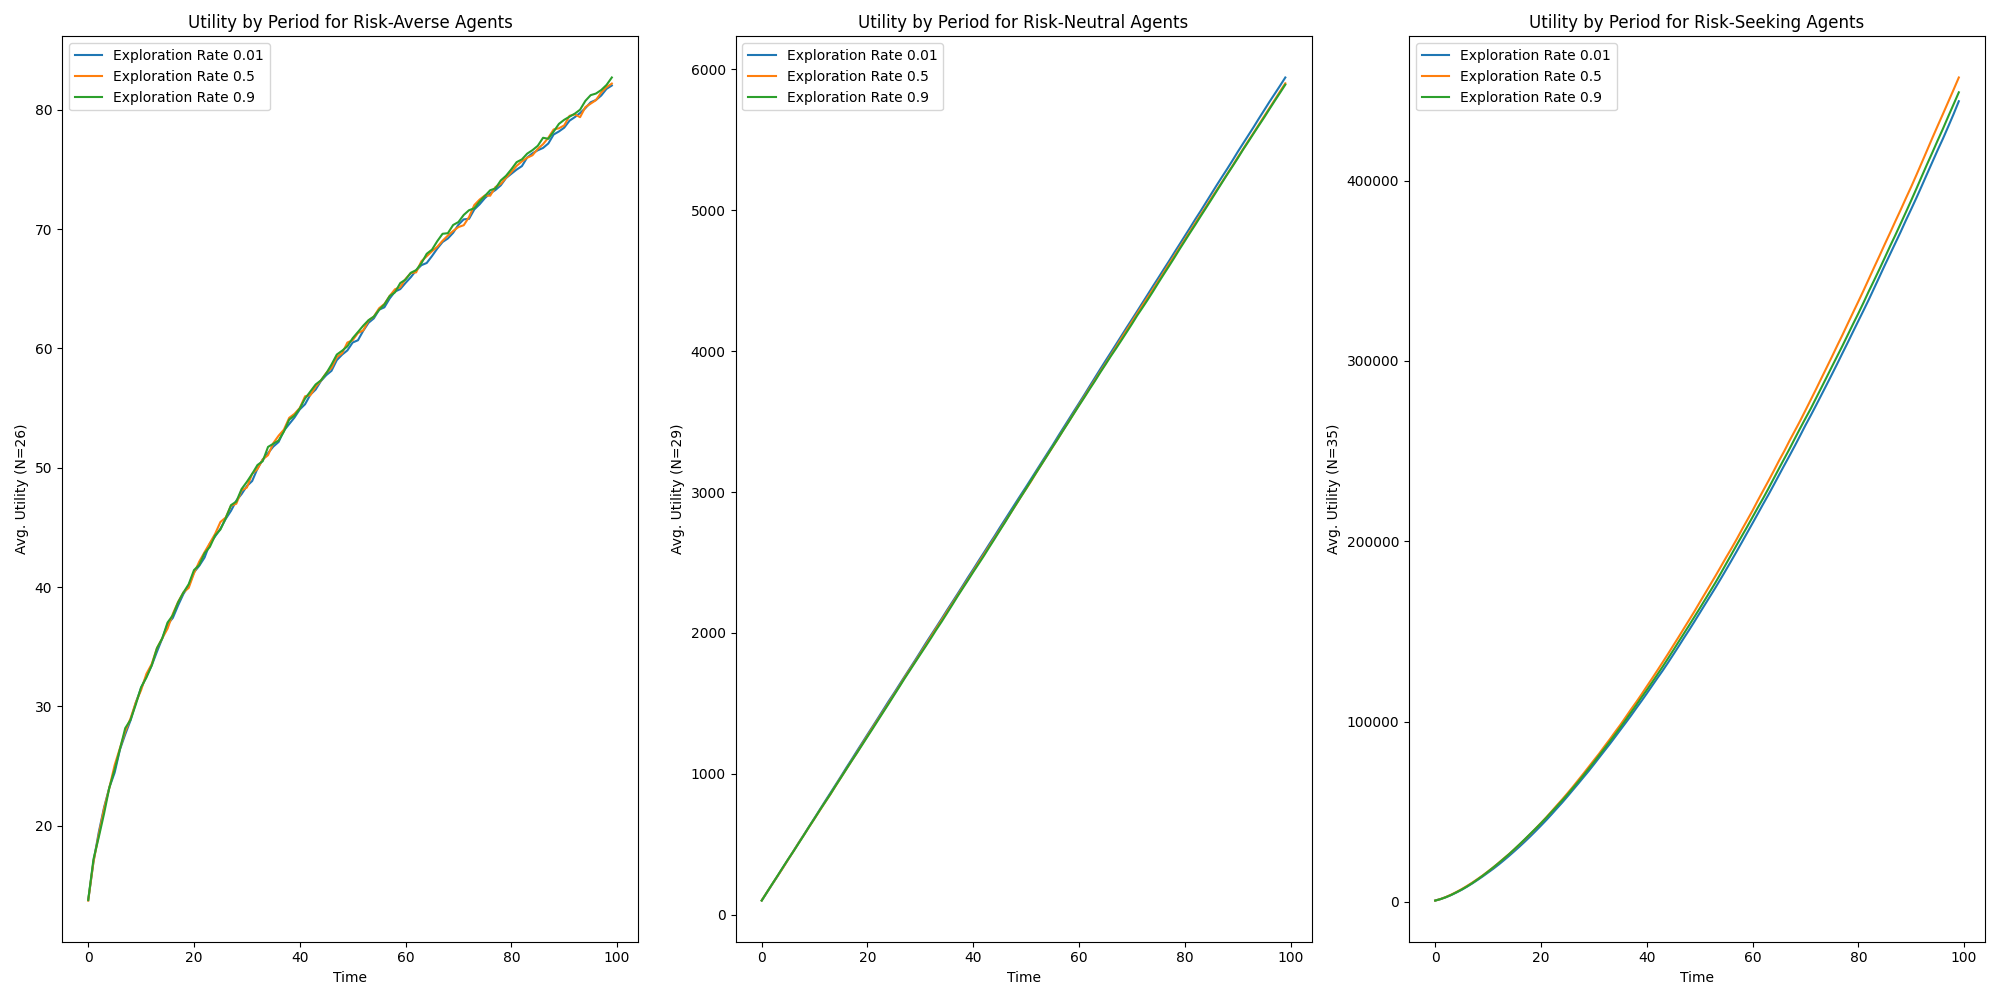 Utility by Period for Risk-Averse Agents
Exploration Rate 0.01
Exploration Rate 0.5
Exploration Rate 0.9
Avg. Utility (N=26)
80
70
60
50
40
30
20
0 20 40 60 80 100
Time
Utility by Period for Risk-Neutral Agents
Exploration Rate 0.01
Exploration Rate 0.5
Exploration Rate 0.9
Avg. Utility (N=29)
6000
5000
4000
3000
2000
1000
0
0 20 40 60 80 100
Time
Utility by Period for Risk-Seeking Agents
Exploration Rate 0.01
Exploration Rate 0.5
Exploration Rate 0.9
Avg. Utility (N=35)
400000
300000
200000
100000
0
0 20 40 60 80 100
Time